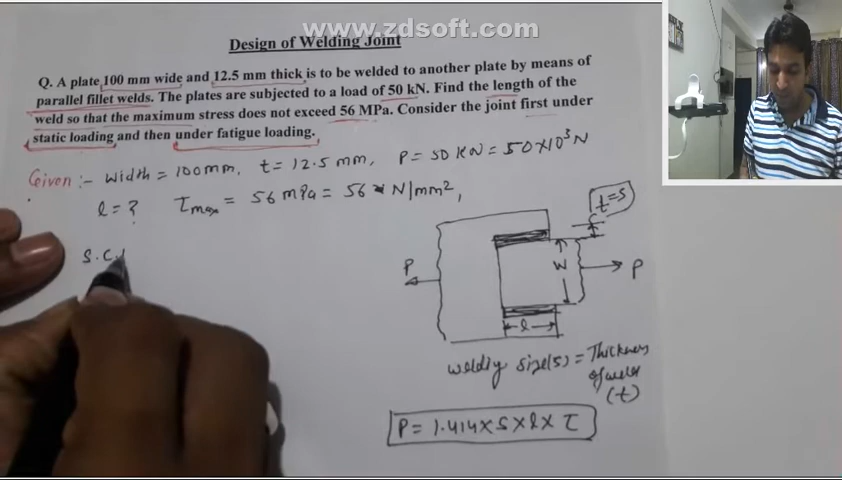 www.zdsoft.com
Design of Welding Joint
Q. A plate 100 mm wide and 12.5 mm thick is to be welded to another plate by means of
parallel fillet welds. The plates are subjected to a load of 50 kN. Find the length of the
weld so that the maximum stress does not exceed 56 MPa. Consider the joint first under
static loading and then under fatigue loading.
Given :- width = 100mm, t = 12.5 mm, P = 50 KN = 50×10³ N
l = ? τmax = 56 mPa = 56 N/mm²,
S.C.
t=s
P
W
P
l
Weldiy size(s) = Thickness
of weld
(t)
P = 1.414 × S × l × τ